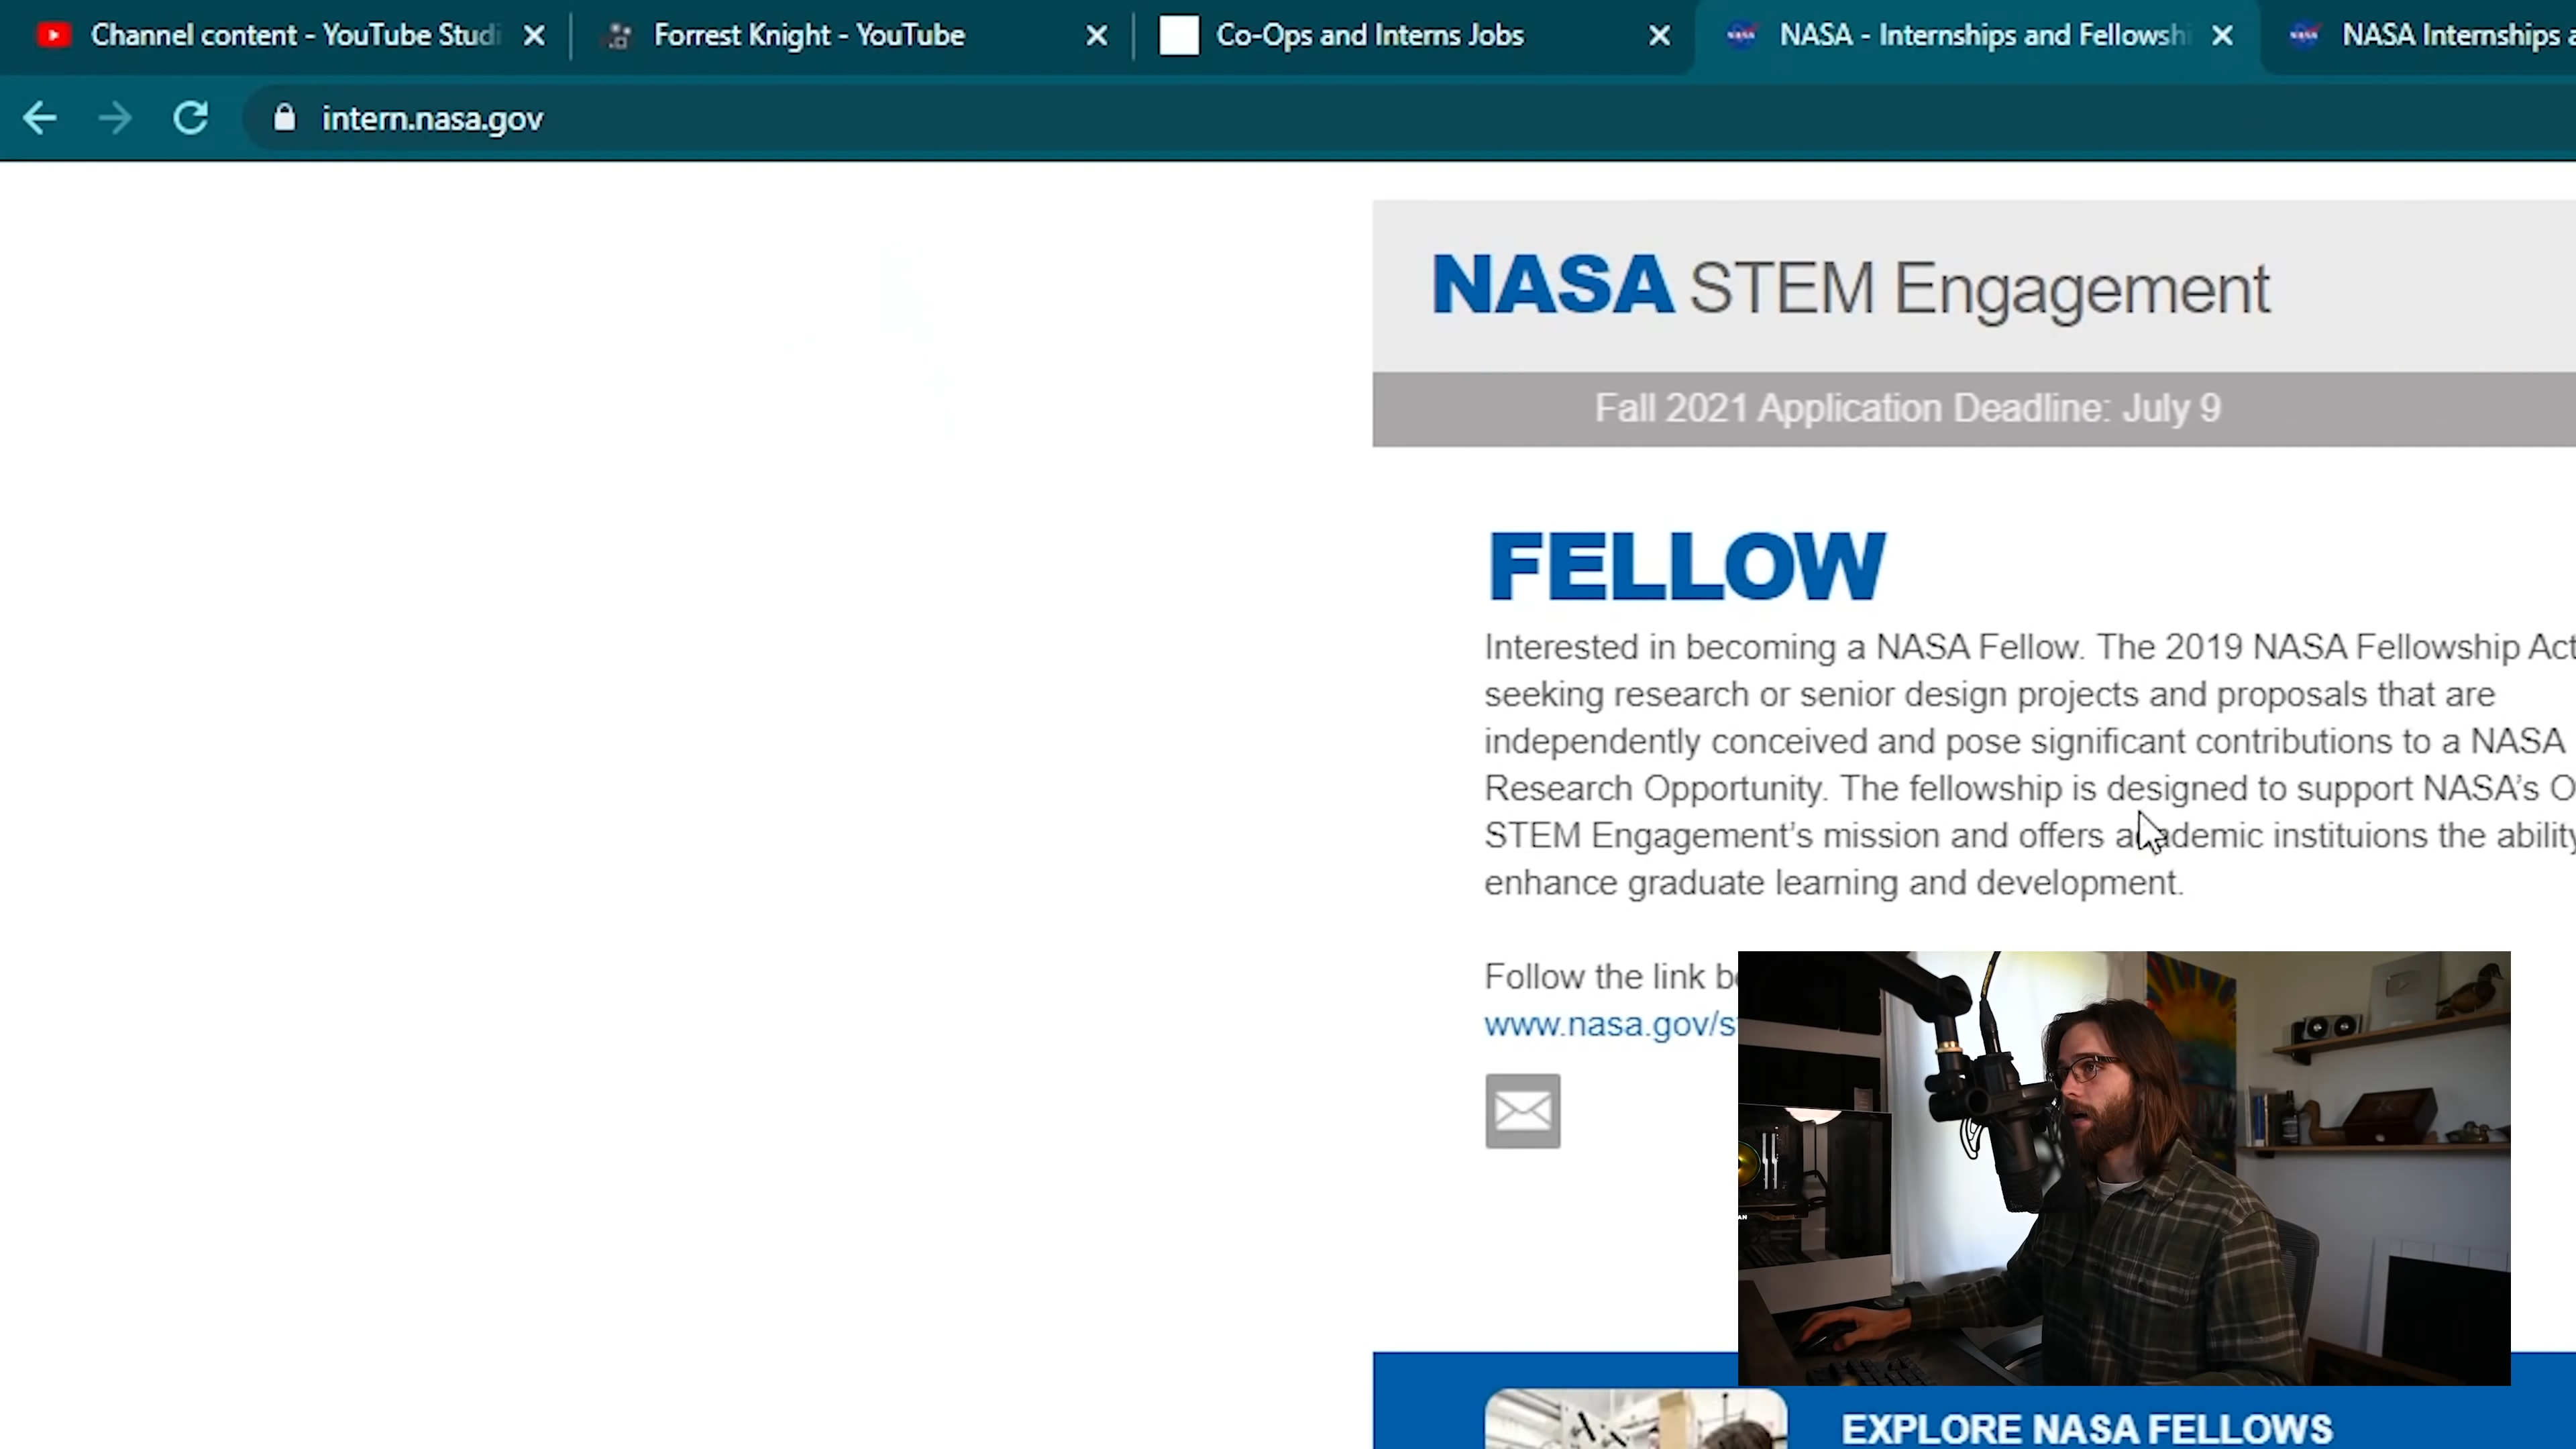 Channel content - YouTube Studi
Forrest Knight - YouTube
Co-Ops and Interns Jobs
NASA - Internships and Fellowshi
NASA Internships a
intern.nasa.gov
NASA STEM Engagement
Fall 2021 Application Deadline: July 9
FELLOW
Interested in becoming a NASA Fellow. The 2019 NASA Fellowship Act
seeking research or senior design projects and proposals that are
independently conceived and pose significant contributions to a NASA
Research Opportunity. The fellowship is designed to support NASA's O
STEM Engagement's mission and offers academic instituions the ability
enhance graduate learning and development.
Follow the link be
www.nasa.gov/st
EXPLORE NASA FELLOWS